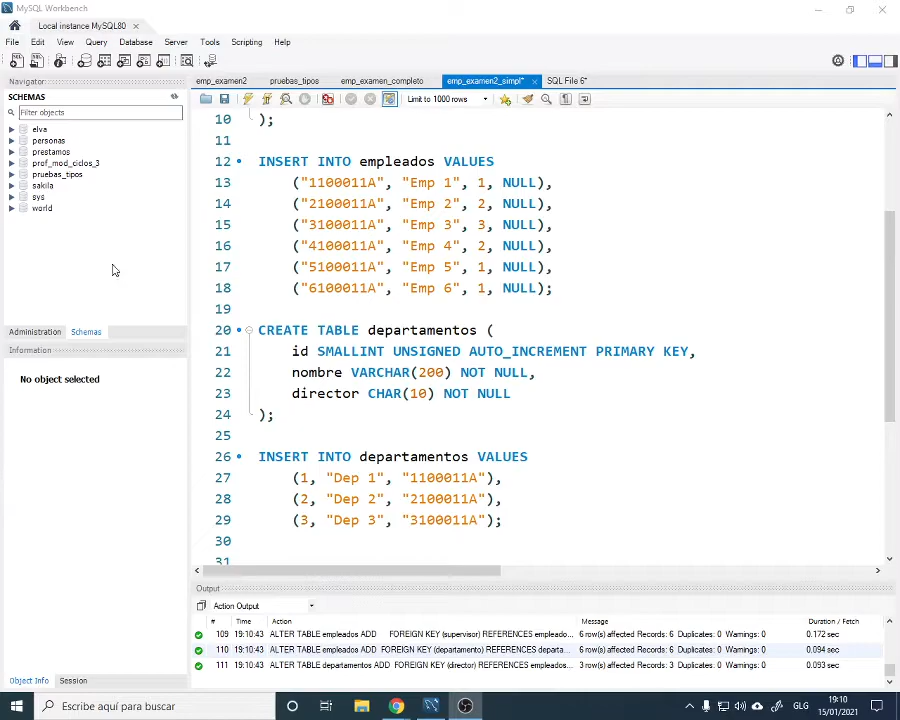 MySQL Workbench
Local instance MySQL80
File Edit View Query Database Server Tools Scripting Help
Navigator:
SCHEMAS
Filter objects
elva
personas
prestamos
prof_mod_ciclos_3
pruebas_tipos
sakila
sys
world
Administration Schemas
Information
No object selected
Object Info Session
emp_examen2 pruebas_tipos emp_examen_completo emp_examen2_simpl* SQL File 6*
Limit to 1000 rows
10 );
11
12 INSERT INTO empleados VALUES
13 ("1100011A", "Emp 1", 1, NULL),
14 ("2100011A", "Emp 2", 2, NULL),
15 ("3100011A", "Emp 3", 3, NULL),
16 ("4100011A", "Emp 4", 2, NULL),
17 ("5100011A", "Emp 5", 1, NULL),
18 ("6100011A", "Emp 6", 1, NULL);
19
20 CREATE TABLE departamentos (
21 id SMALLINT UNSIGNED AUTO_INCREMENT PRIMARY KEY,
22 nombre VARCHAR(200) NOT NULL,
23 director CHAR(10) NOT NULL
24 );
25
26 INSERT INTO departamentos VALUES
27 (1, "Dep 1", "1100011A"),
28 (2, "Dep 2", "2100011A"),
29 (3, "Dep 3", "3100011A");
30
31
Output
Action Output
# Time Action Message Duration / Fetch
109 19:10:43 ALTER TABLE empleados ADD FOREIGN KEY (supervisor) REFERENCES empleado... 6 row(s) affected Records: 6 Duplicates: 0 Warnings: 0 0.172 sec
110 19:10:43 ALTER TABLE empleados ADD FOREIGN KEY (departamento) REFERENCES departa... 6 row(s) affected Records: 6 Duplicates: 0 Warnings: 0 0.094 sec
111 19:10:43 ALTER TABLE departamentos ADD FOREIGN KEY (director) REFERENCES empleados... 3 row(s) affected Records: 3 Duplicates: 0 Warnings: 0 0.093 sec
Escribe aquí para buscar
GLG
19:10
15/01/2021